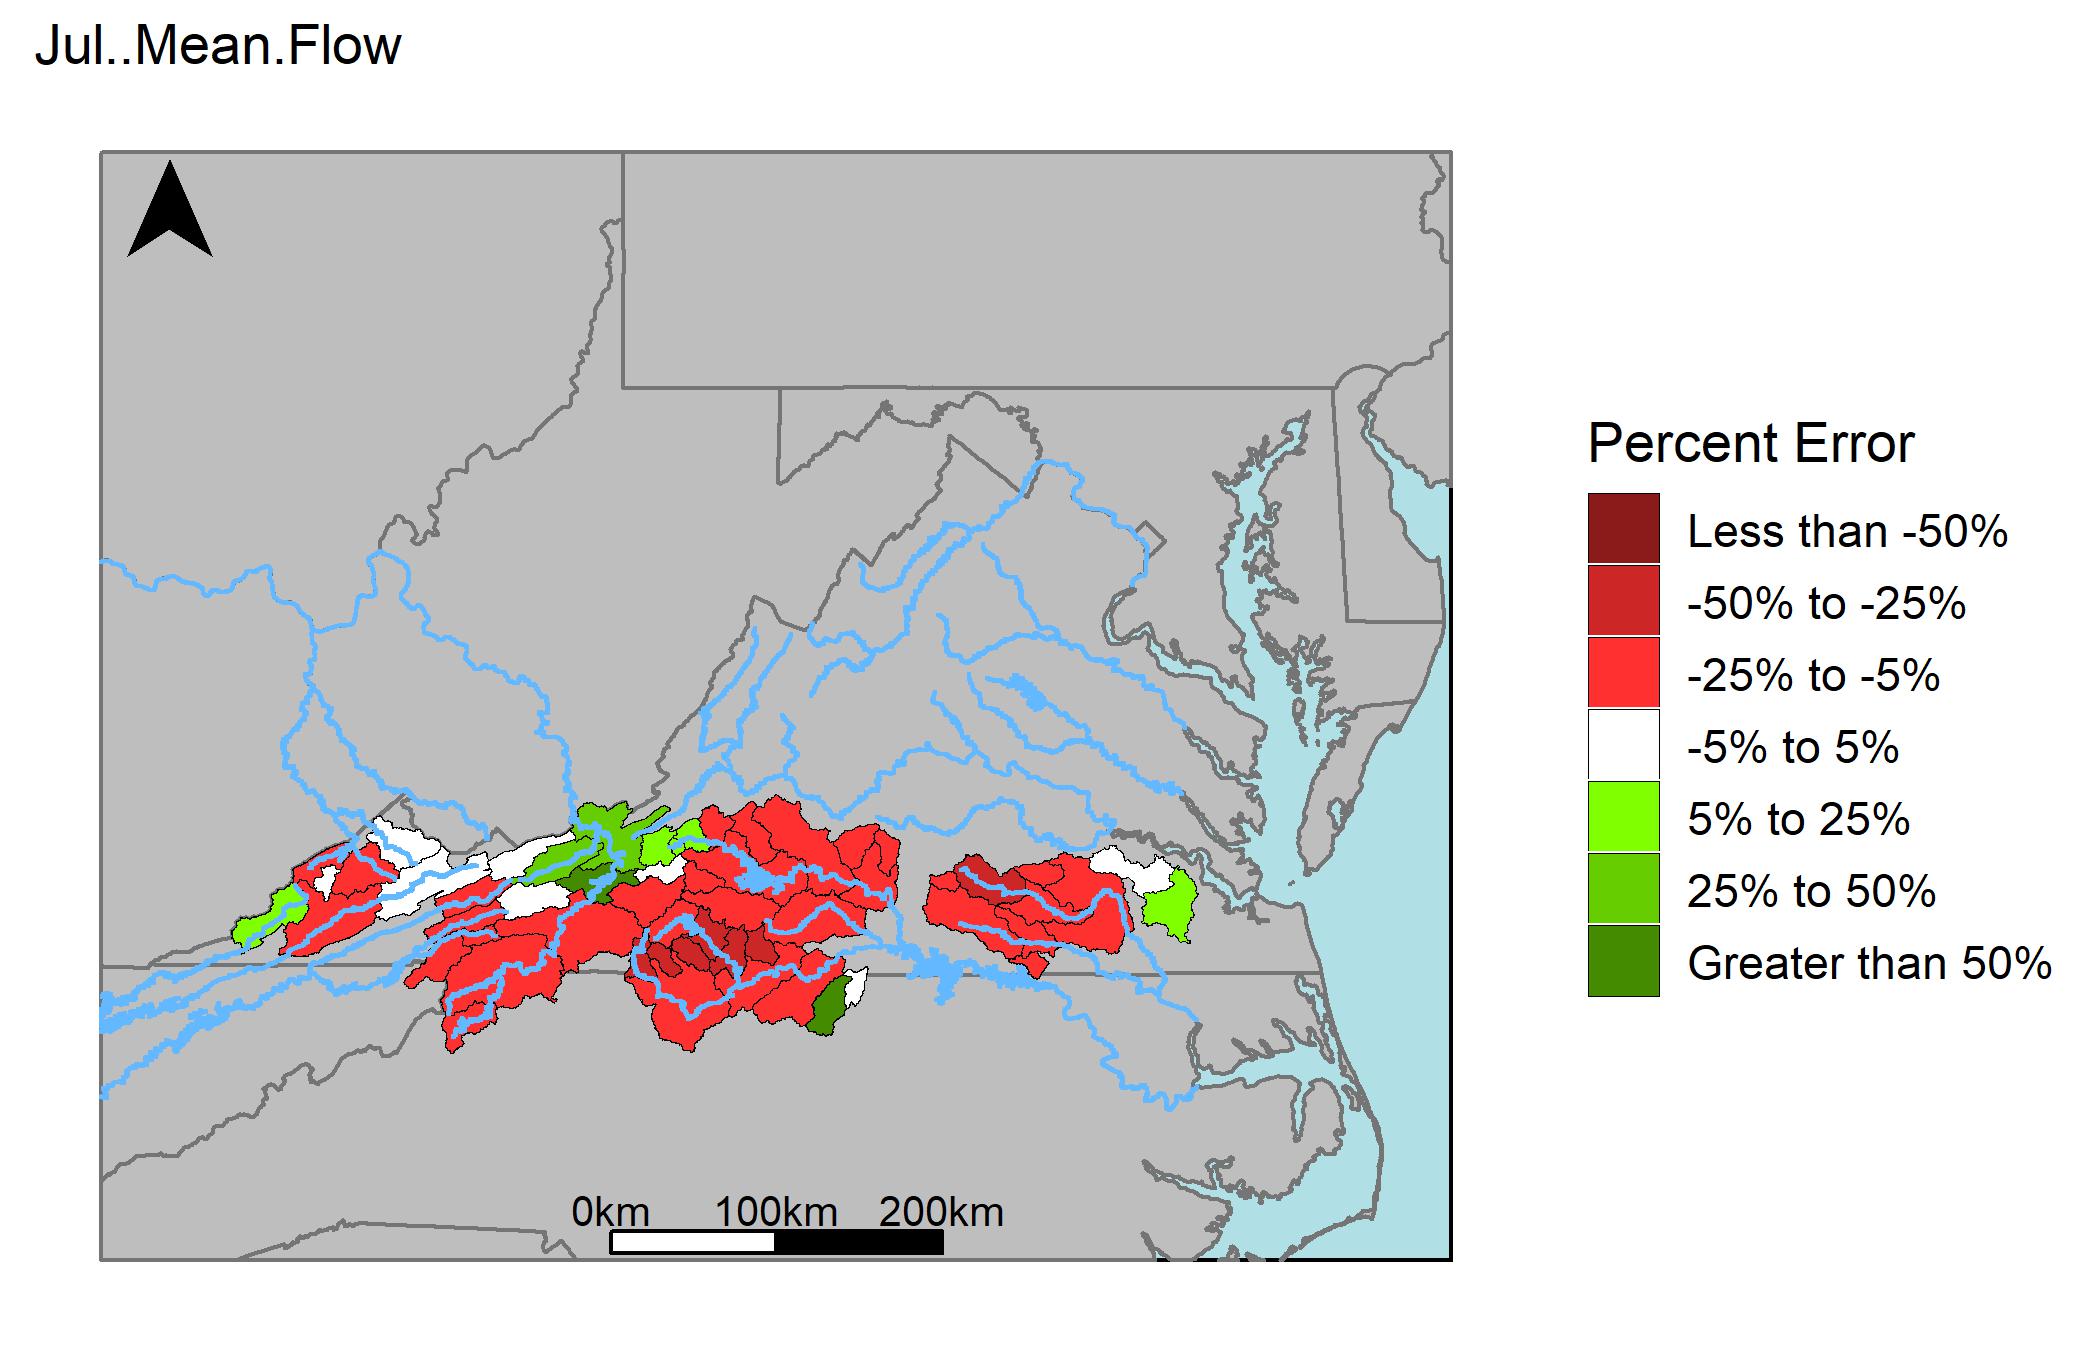 Jul..Mean.Flow
Percent Error
Less than -50%
-50% to -25%
-25% to -5%
-5% to 5%
5% to 25%
25% to 50%
Greater than 50%
0km 100km 200km